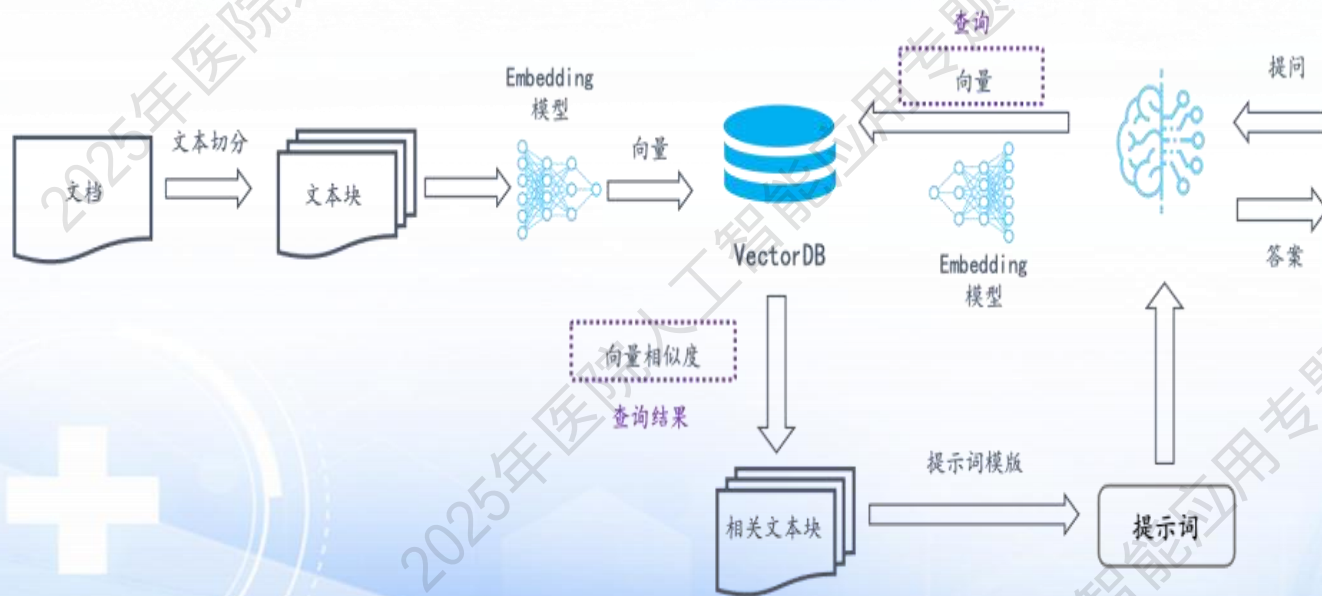 查询
向量
提问
Embedding
模型
文本切分
向量
文档
文本块
VectorDB
Embedding
模型
答案
向量相似度
查询结果
提示词模版
相关文本块
提示词
2025年医院人工智能应用专题
2025年医院
智能应用专题